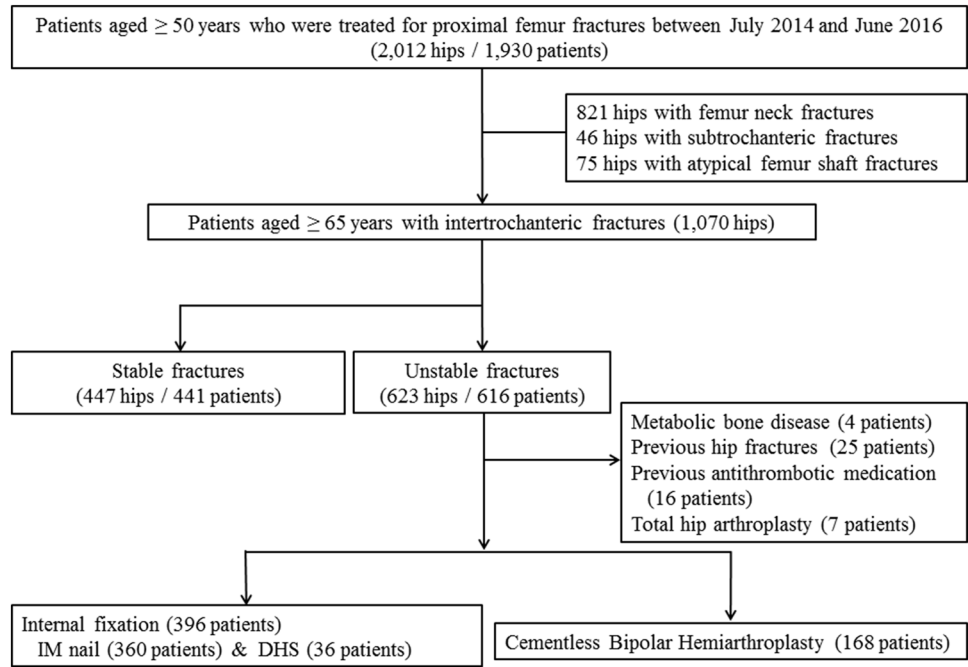 Patients aged ≥ 50 years who were treated for proximal femur fractures between July 2014 and June 2016
(2,012 hips / 1,930 patients)
821 hips with femur neck fractures
46 hips with subtrochanteric fractures
75 hips with atypical femur shaft fractures
Patients aged ≥ 65 years with intertrochanteric fractures (1,070 hips)
Stable fractures
(447 hips / 441 patients)
Unstable fractures
(623 hips / 616 patients)
Metabolic bone disease (4 patients)
Previous hip fractures (25 patients)
Previous antithrombotic medication
(16 patients)
Total hip arthroplasty (7 patients)
Internal fixation (396 patients)
IM nail (360 patients) & DHS (36 patients)
Cementless Bipolar Hemiarthroplasty (168 patients)